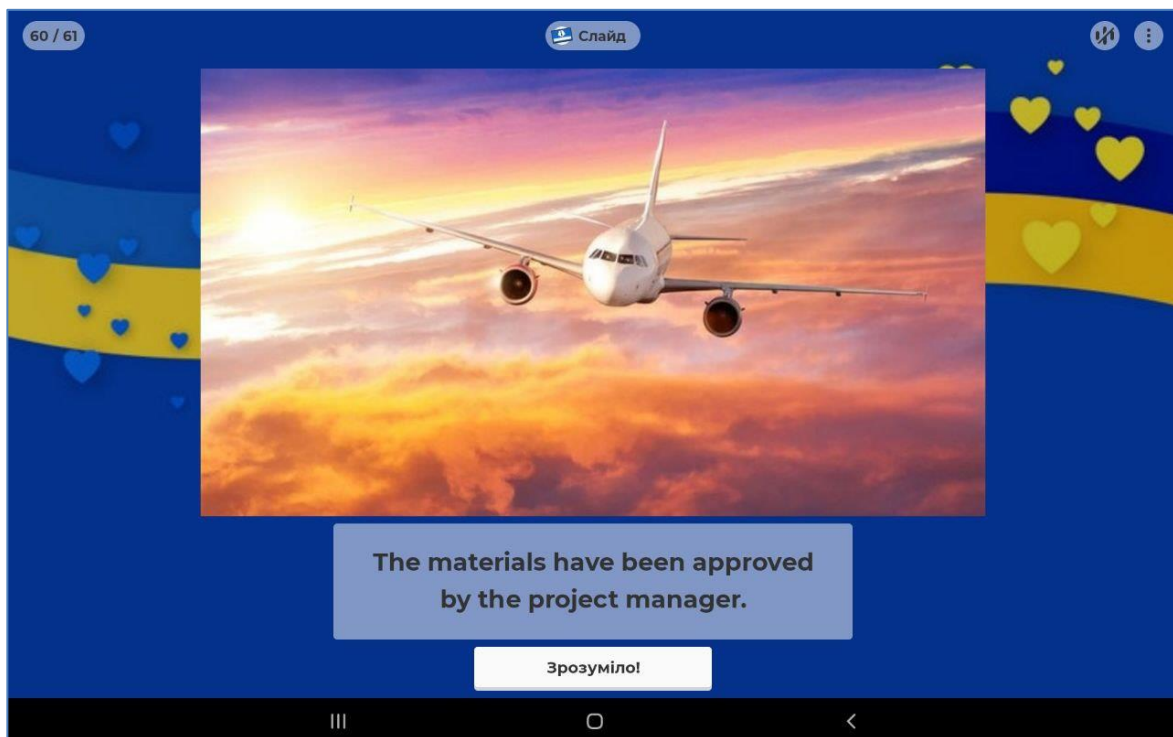 60 / 61
Слайд
The materials have been approved
by the project manager.
Зрозуміло!